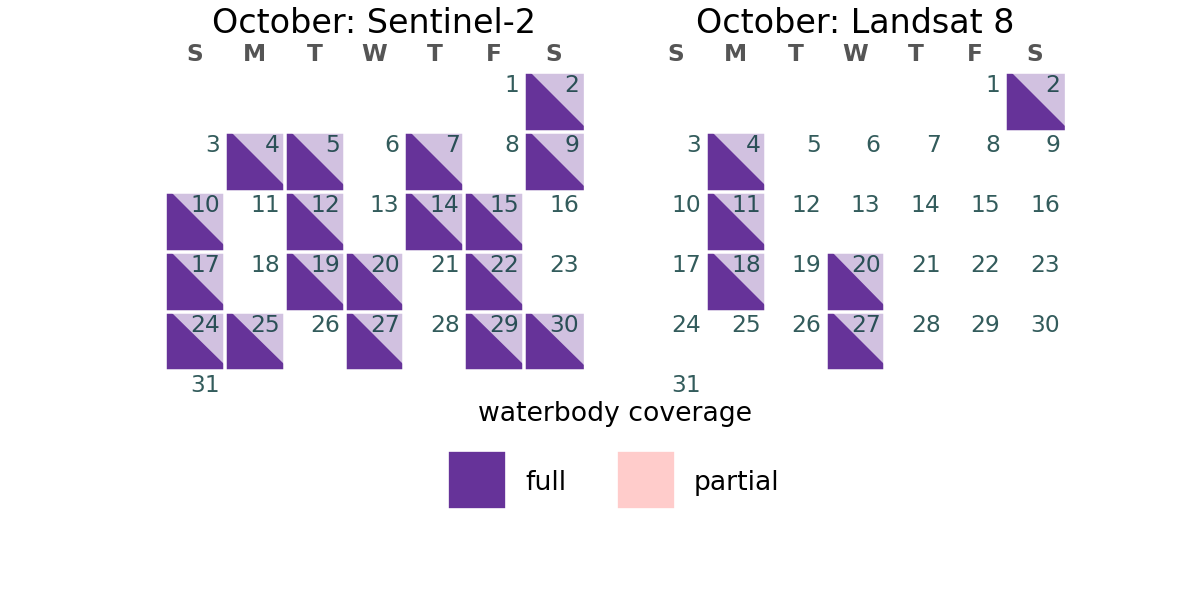 October: Sentinel-2
S M T W T F S
1 2
3 4 5 6 7 8 9
10 11 12 13 14 15 16
17 18 19 20 21 22 23
24 25 26 27 28 29 30
31
October: Landsat 8
S M T W T F S
1 2
3 4 5 6 7 8 9
10 11 12 13 14 15 16
17 18 19 20 21 22 23
24 25 26 27 28 29 30
31
waterbody coverage
full partial